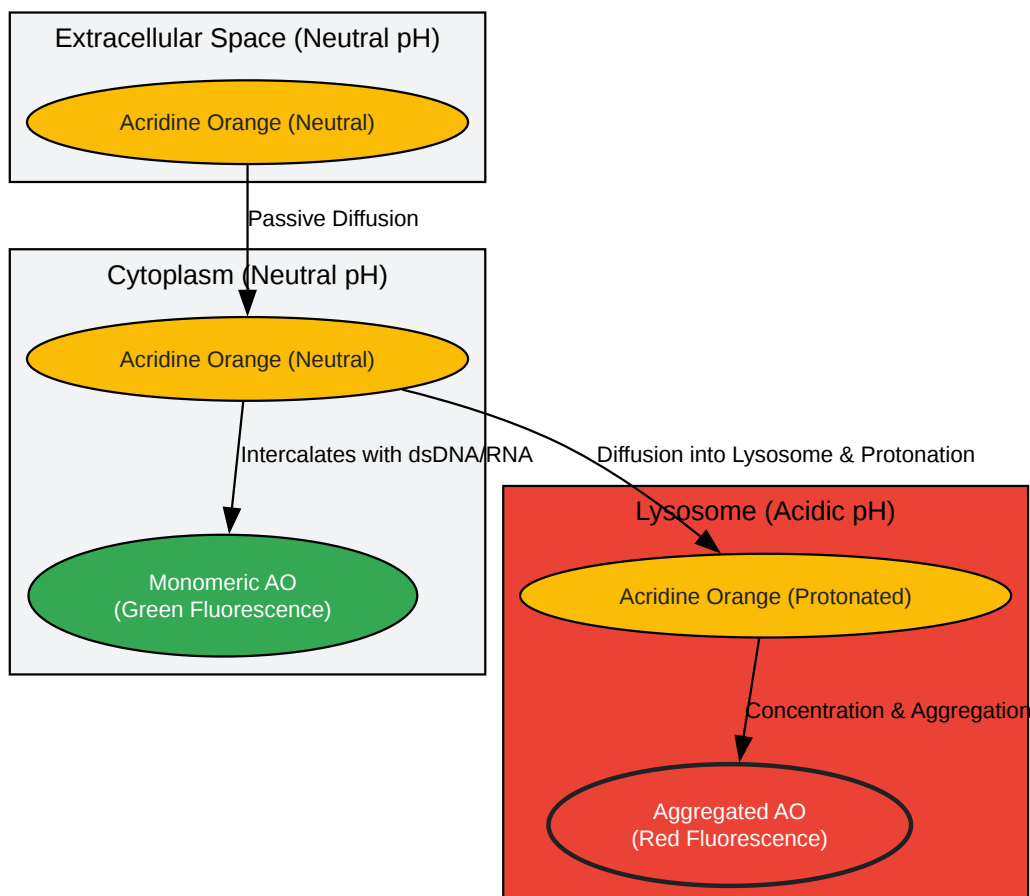 Extracellular Space (Neutral pH)
Acridine Orange (Neutral)
Passive Diffusion
Cytoplasm (Neutral pH)
Acridine Orange (Neutral)
Intercalates with dsDNA/RNA
Diffusion into Lysosome & Protonation
Lysosome (Acidic pH)
Monomeric AO
(Green Fluorescence)
Acridine Orange (Protonated)
Concentration & Aggregation
Aggregated AO
(Red Fluorescence)